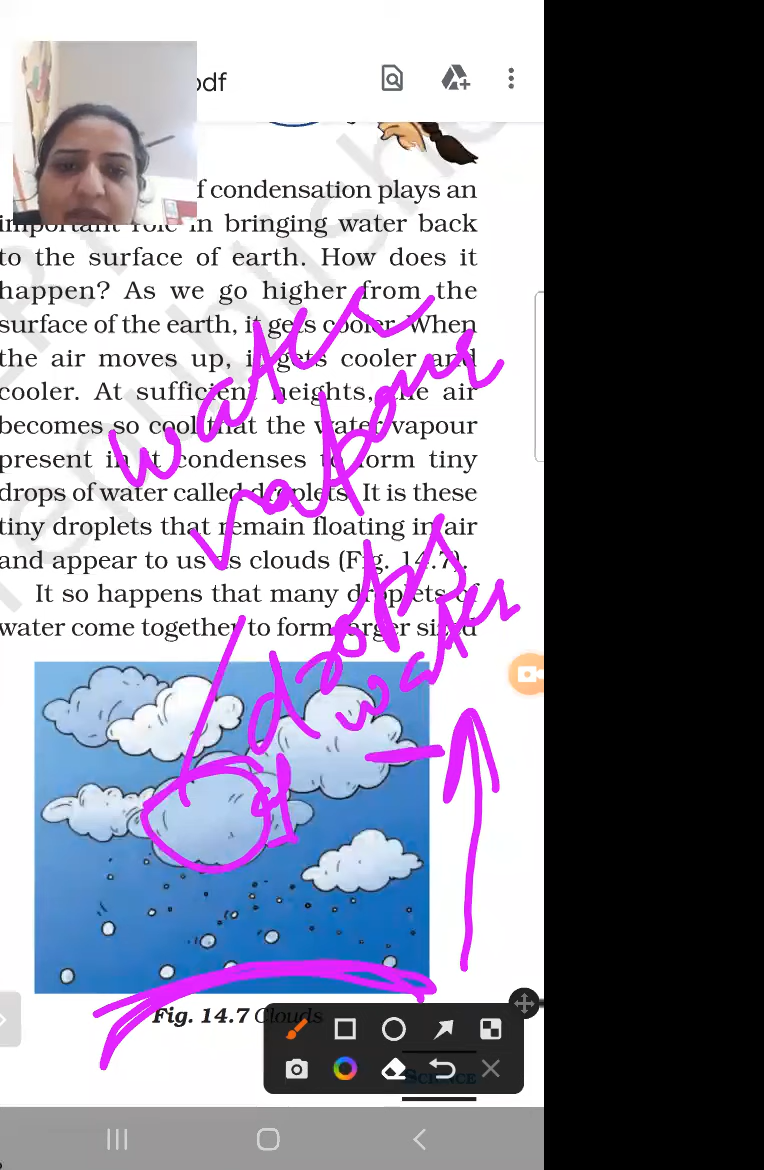 pdf
f condensation plays an
important role in bringing water back
to the surface of earth. How does it
happen? As we go higher from the
surface of the earth, it gets cooler. When
the air moves up, it gets cooler and
cooler. At sufficient heights, the air
becomes so cool that the water vapour
present in it condenses to form tiny
drops of water called droplets. It is these
tiny droplets that remain floating in air
and appear to us as clouds (Fig. 14.7).
It so happens that many droplets of
water come together to form larger sized
water
vapours
drops
of water
Fig. 14.7 Clouds
SCIENCE